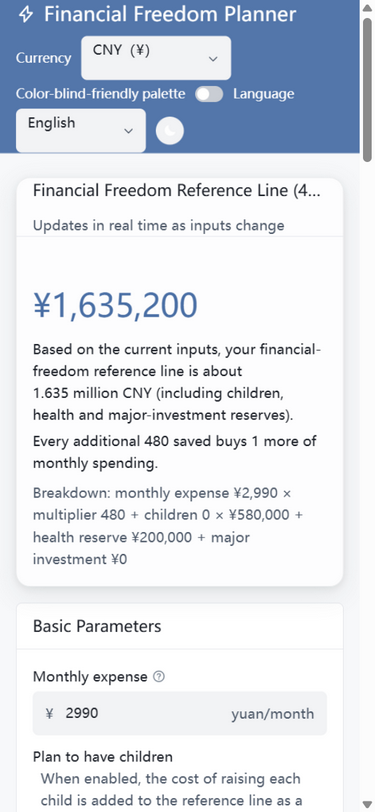 Financial Freedom Planner
Currency
CNY (¥)
Color-blind-friendly palette
Language
English
Financial Freedom Reference Line (4...
Updates in real time as inputs change
¥1,635,200
Based on the current inputs, your financial-
freedom reference line is about
1.635 million CNY (including children,
health and major-investment reserves).
Every additional 480 saved buys 1 more of
monthly spending.
Breakdown: monthly expense ¥2,990 ×
multiplier 480 + children 0 × ¥580,000 +
health reserve ¥200,000 + major
investment ¥0
Basic Parameters
Monthly expense
¥ 2990 yuan/month
Plan to have children
When enabled, the cost of raising each
child is added to the reference line as a